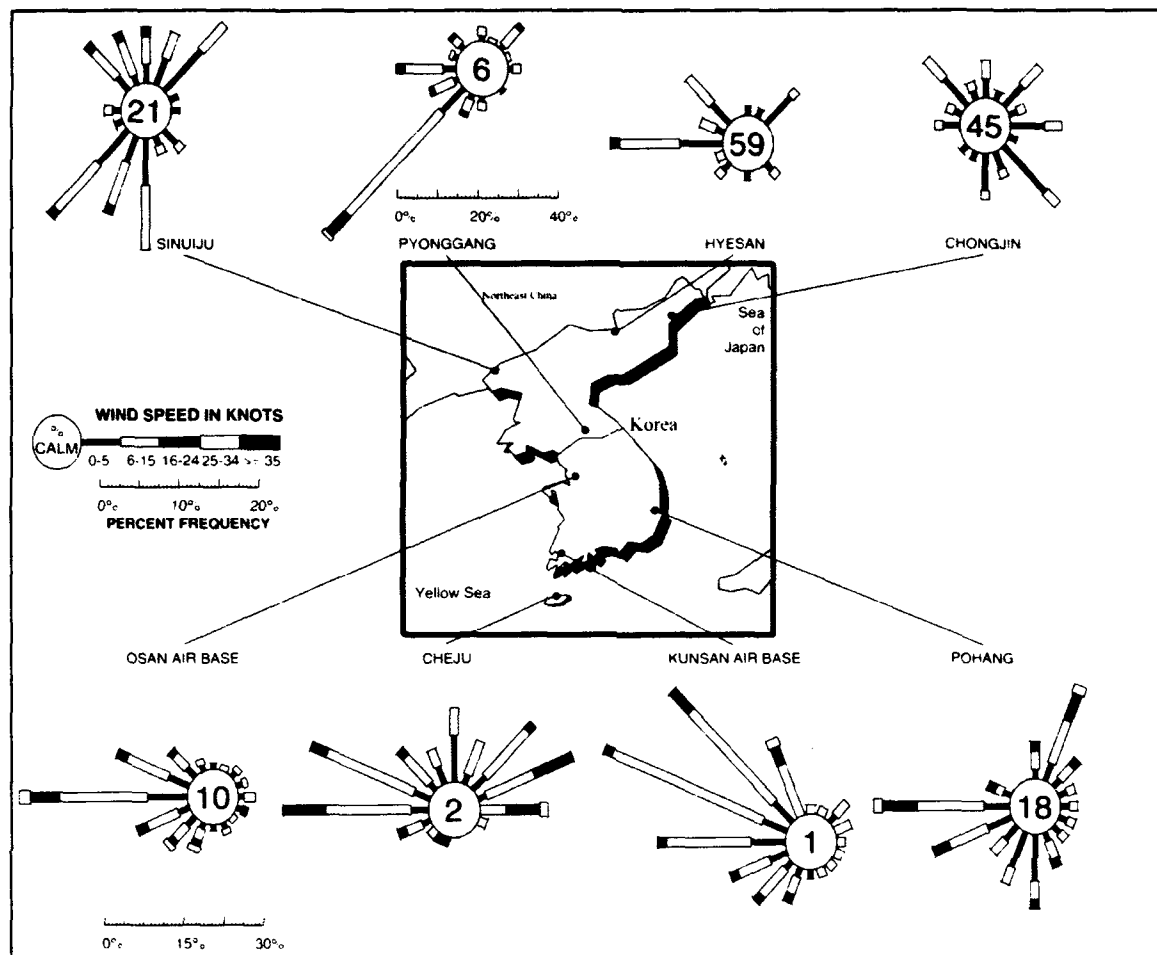 21
6
59
45
0°c 20°o 40°o
SINUIJU PYONGGANG HYESAN CHONGJIN
Northeast China
Sea
of
Japan
Korea
WIND SPEED IN KNOTS
°/o
CALM
0-5 6-15 16-24 25-34 >= 35
0°c 10°o 20°o
PERCENT FREQUENCY
Yellow Sea
OSAN AIR BASE CHEJU KUNSAN AIR BASE POHANG
10
2
1
18
0°c 15°o 30°o